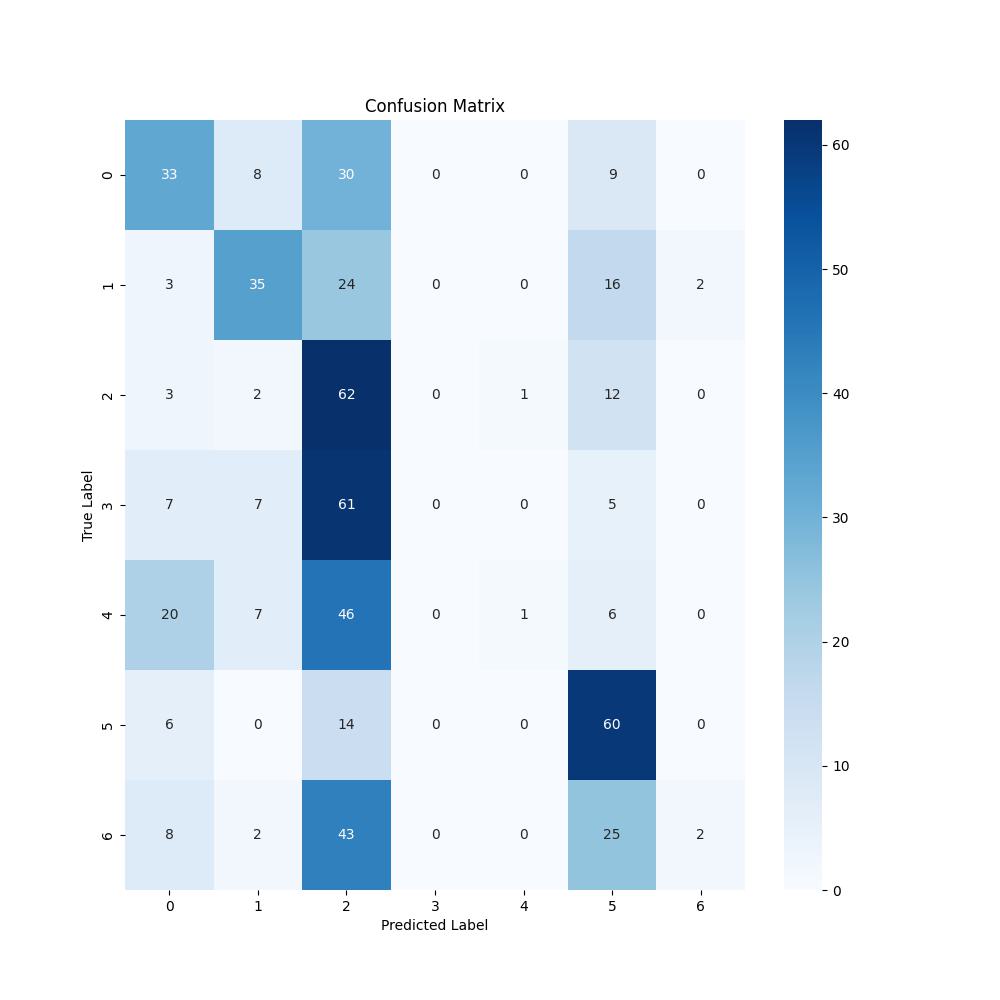 Confusion Matrix
0 33 8 30 0 0 9 0
1 3 35 24 0 0 16 2
2 3 2 62 0 1 12 0
3 7 7 61 0 0 5 0
4 20 7 46 0 1 6 0
5 6 0 14 0 0 60 0
6 8 2 43 0 0 25 2
0 1 2 3 4 5 6
Predicted Label
True Label
60
50
40
30
20
10
0